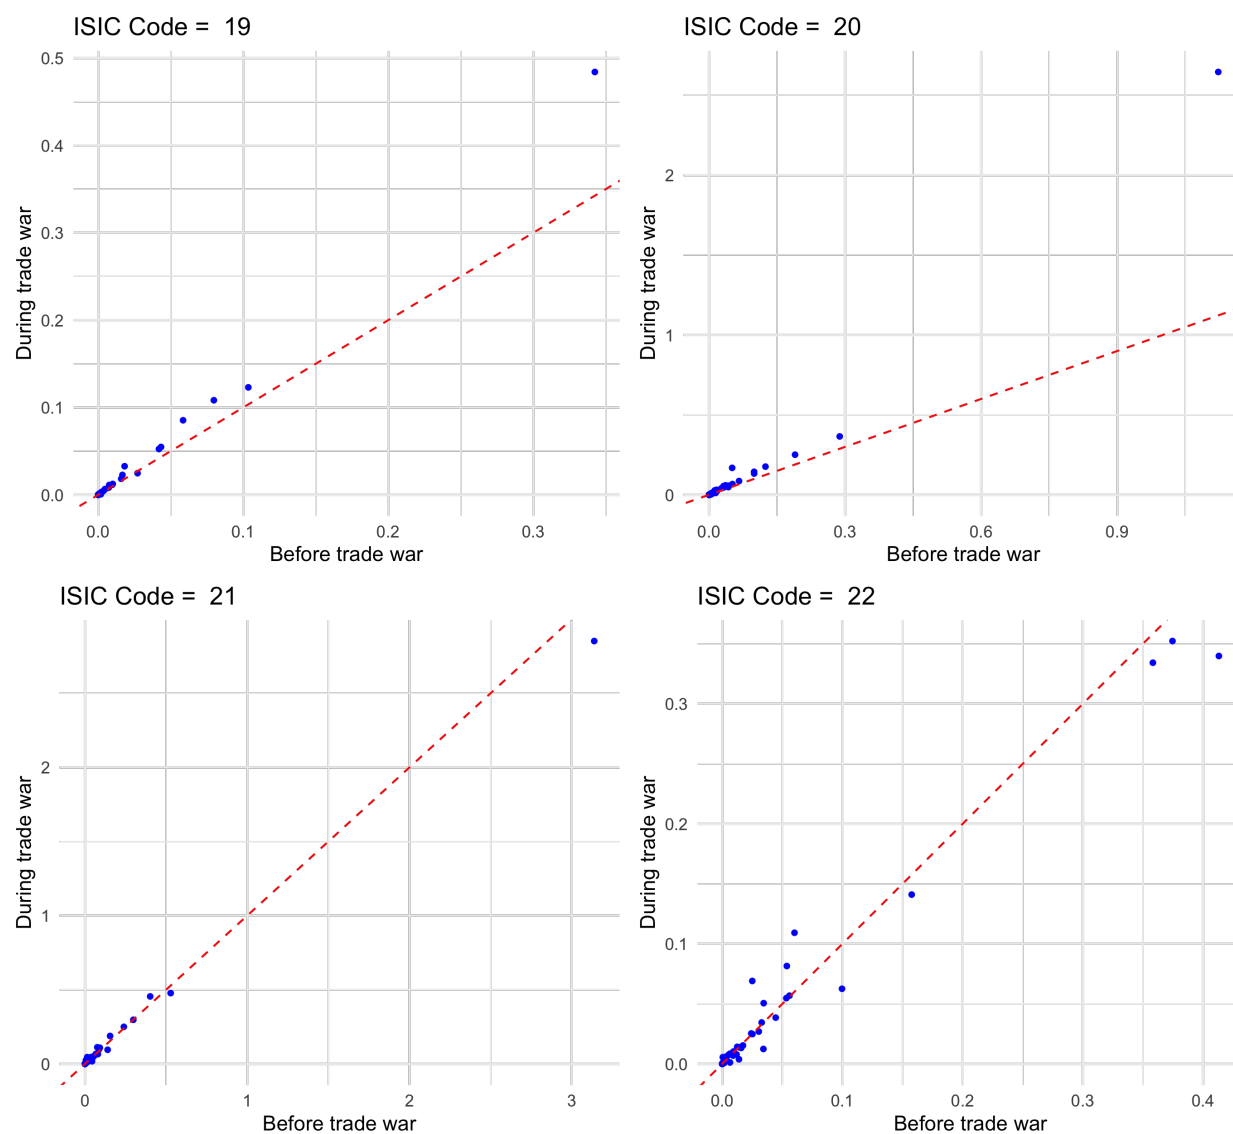 ISIC Code =  19
0.5
0.4
0.3
0.2
0.1
0.0
During trade war
0.0 0.1 0.2 0.3
Before trade war
ISIC Code =  20
2
1
0
During trade war
0.0 0.3 0.6 0.9
Before trade war
ISIC Code =  21
2
1
0
During trade war
0 1 2 3
Before trade war
ISIC Code =  22
0.3
0.2
0.1
0.0
During trade war
0.0 0.1 0.2 0.3 0.4
Before trade war